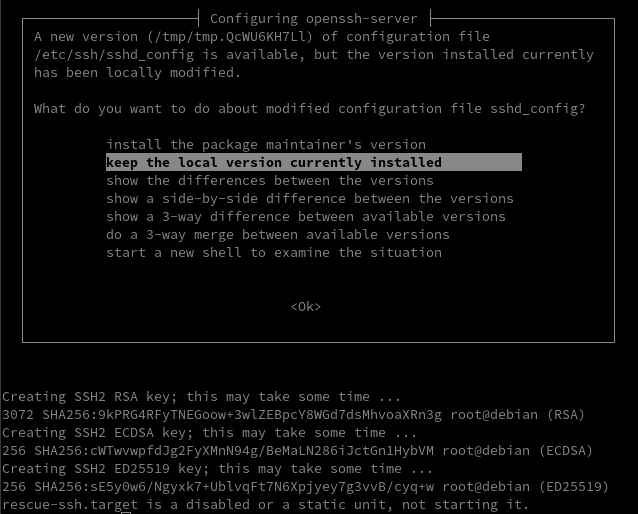 Configuring openssh-server
A new version (/tmp/tmp.QcWU6KH7Ll) of configuration file
/etc/ssh/sshd_config is available, but the version installed currently
has been locally modified.
What do you want to do about modified configuration file sshd_config?
install the package maintainer's version
keep the local version currently installed
show the differences between the versions
show a side-by-side difference between the versions
show a 3-way difference between available versions
do a 3-way merge between available versions
start a new shell to examine the situation
<Ok>
Creating SSH2 RSA key; this may take some time ...
3072 SHA256:9kPRG4RFyTNEGoow+3wlZEBpcY8WGd7dsMhvoaXRn3g root@debian (RSA)
Creating SSH2 ECDSA key; this may take some time ...
256 SHA256:cWTwvwpfdJg2FyXMnN94g/BeMaLN286iJctGn1HybVM root@debian (ECDSA)
Creating SSH2 ED25519 key; this may take some time ...
256 SHA256:sE5y0w6/Ngyxk7+UblvqFt7N6Xpjyey7g3vvB/cyq+w root@debian (ED25519)
rescue-ssh.target is a disabled or a static unit, not starting it.